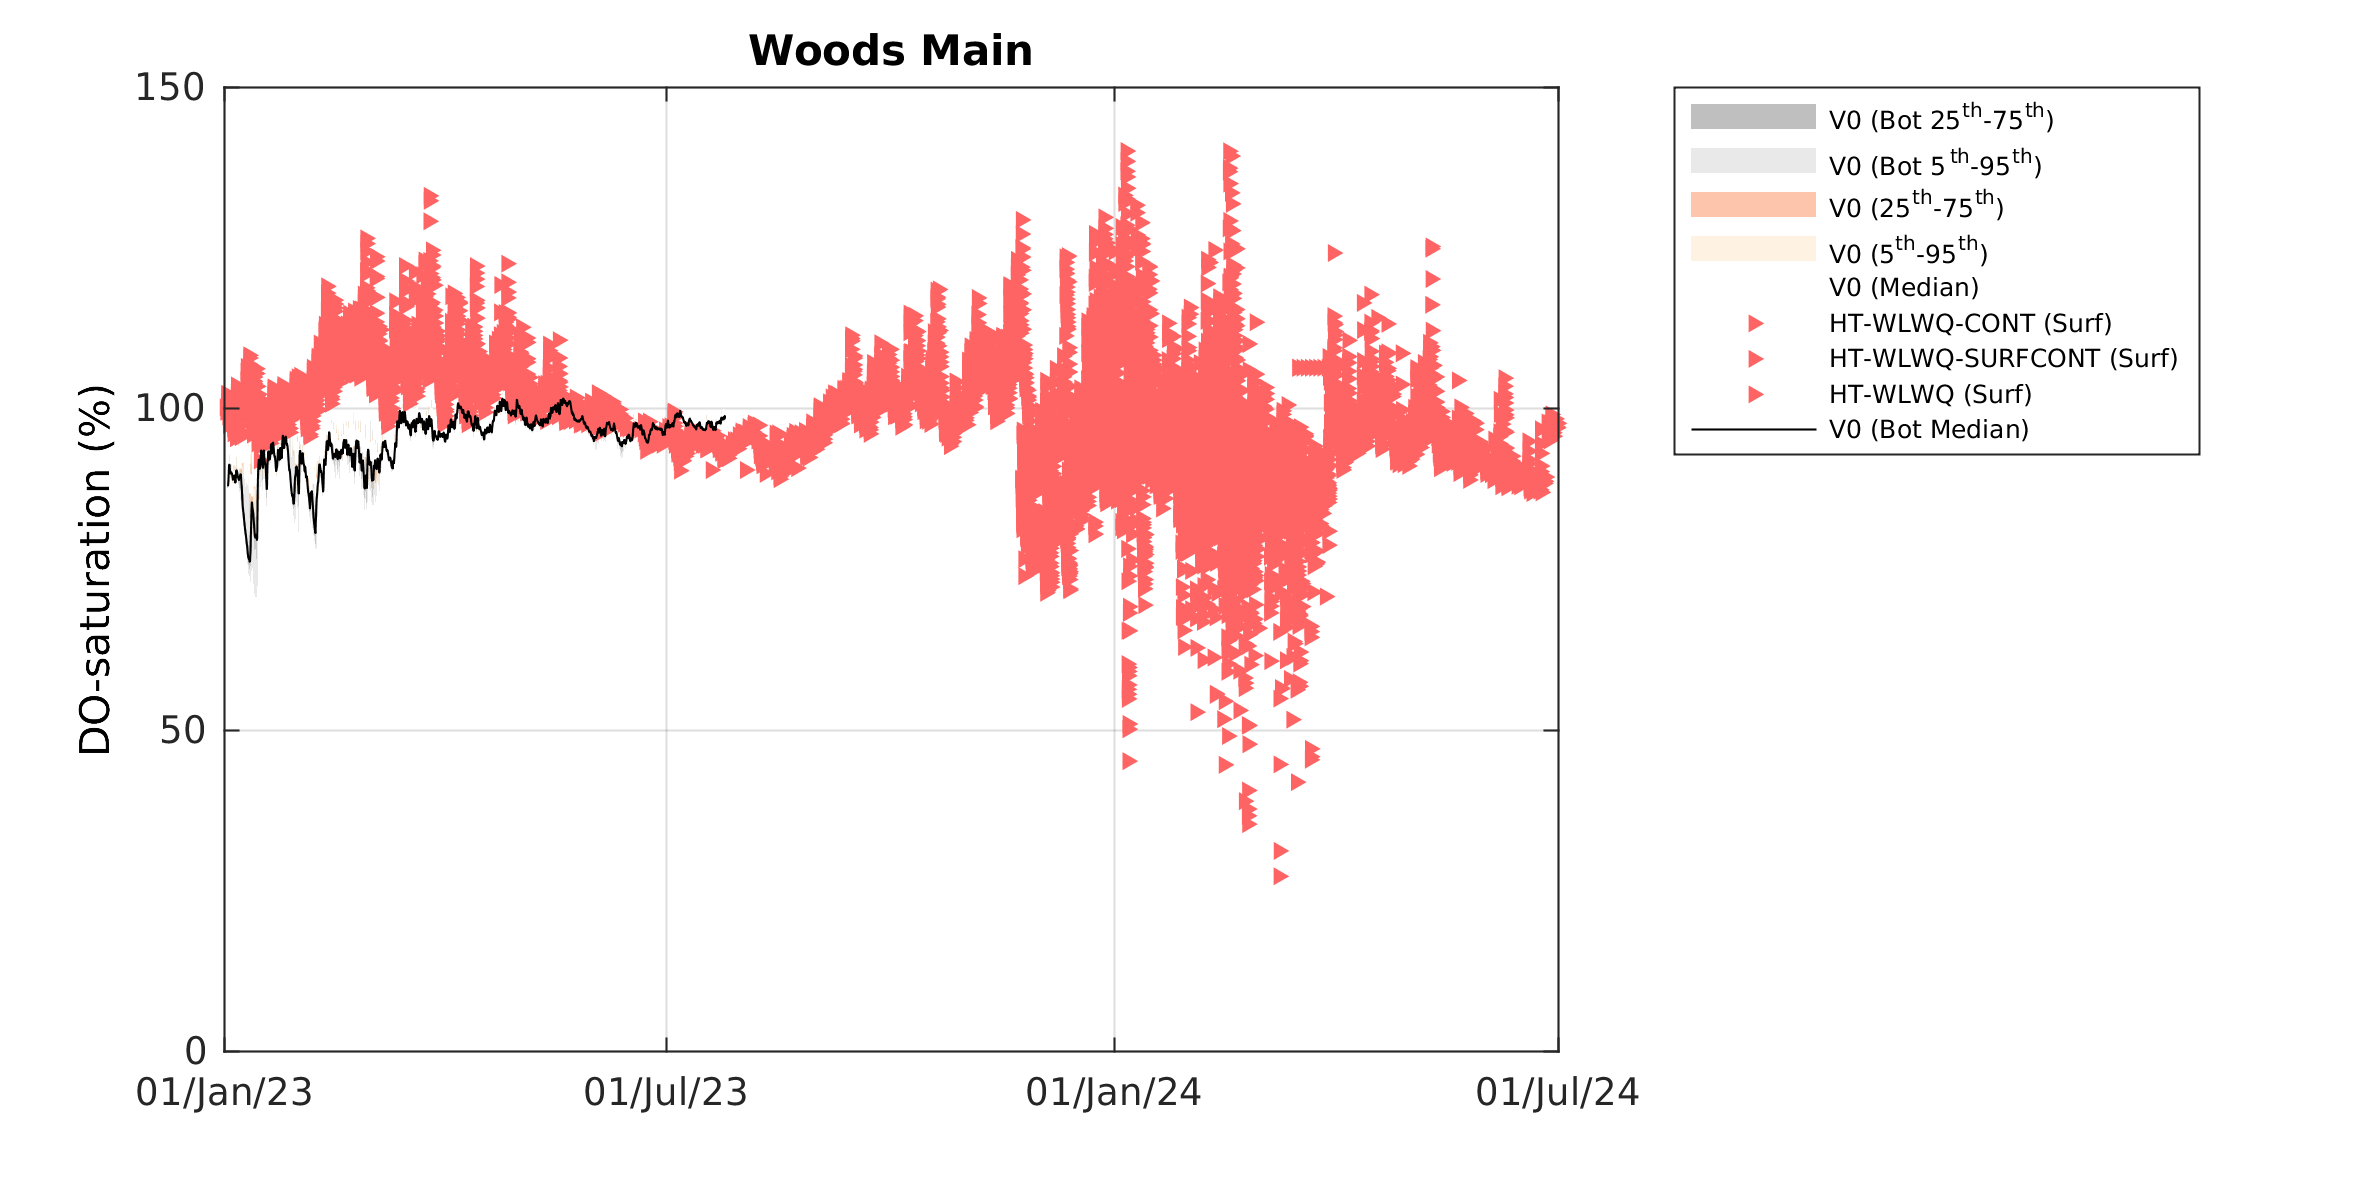 Woods Main
150
100
50
0
DO-saturation (%)
01/Jan/23
01/Jul/23
01/Jan/24
01/Jul/24
V0 (Bot 25th-75th)
V0 (Bot 5th-95th)
V0 (25th-75th)
V0 (5th-95th)
V0 (Median)
HT-WLWQ-CONT (Surf)
HT-WLWQ-SURFCONT (Surf)
HT-WLWQ (Surf)
V0 (Bot Median)